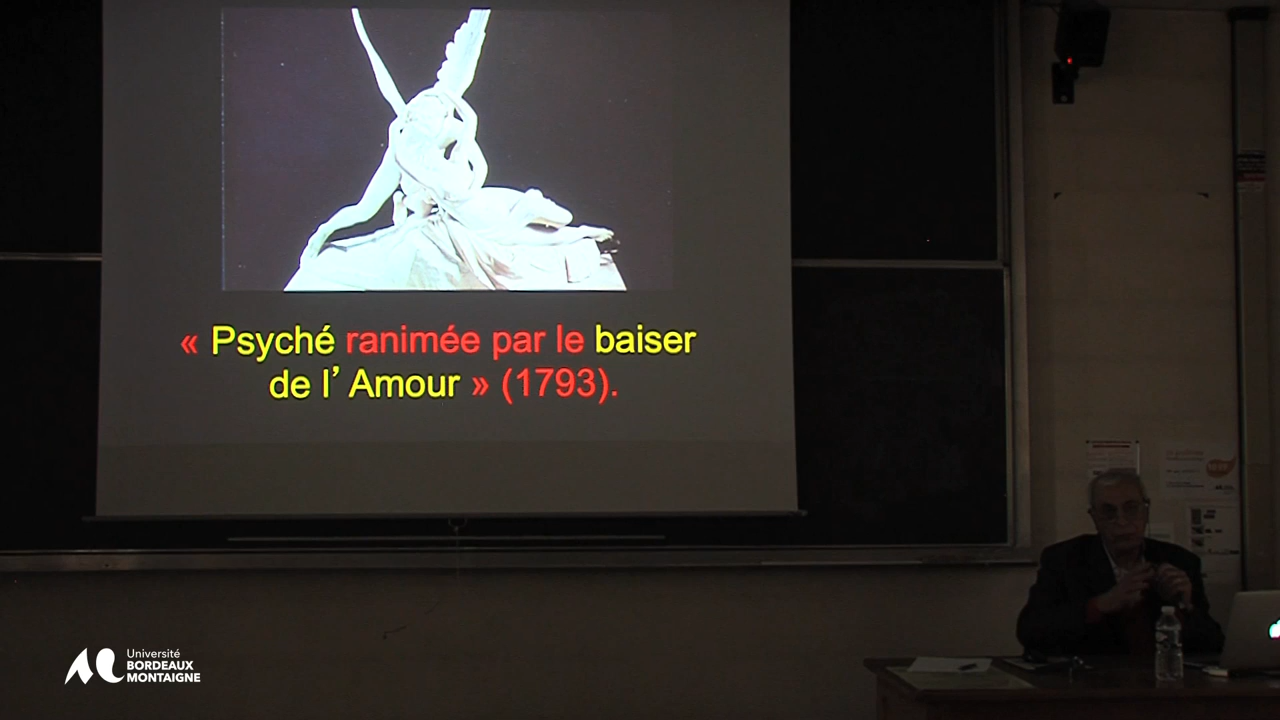 « Psyché ranimée par le baiser
de l’ Amour » (1793).
Université
BORDEAUX
MONTAIGNE